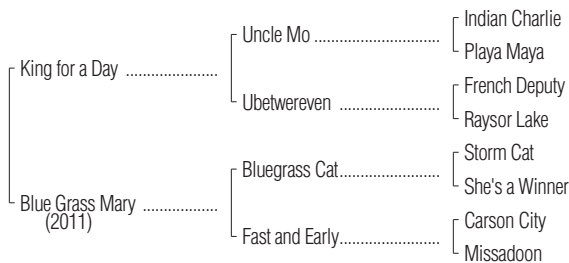 Indian Charlie
Uncle Mo ....................................
Playa Maya
King for a Day ..........................
French Deputy
Ubetwereven ............................
Raysor Lake
Storm Cat
Bluegrass Cat............................
She's a Winner
Blue Grass Mary .....................
(2011)
Carson City
Fast and Early............................
Missadoon